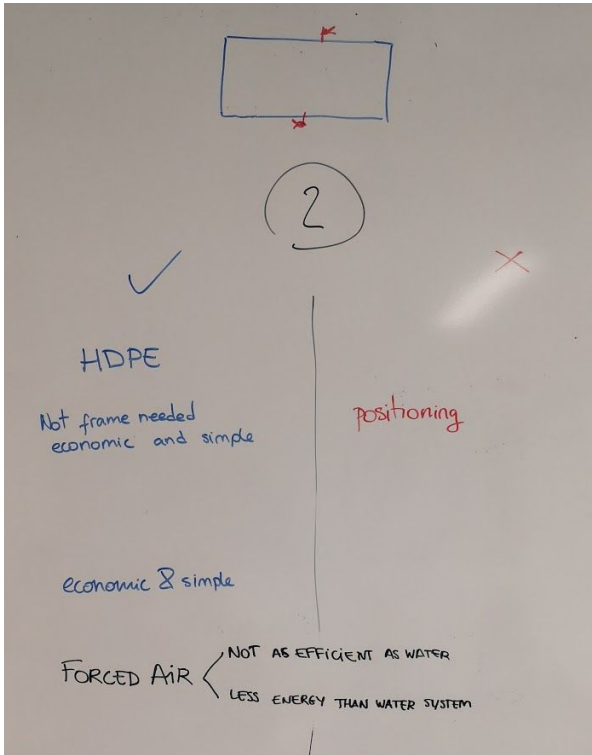 2
HDPE
Not frame needed
economic and simple
positioning
economic & simple
FORCED AIR
NOT AS EFFICIENT AS WATER
LESS ENERGY THAN WATER SYSTEM